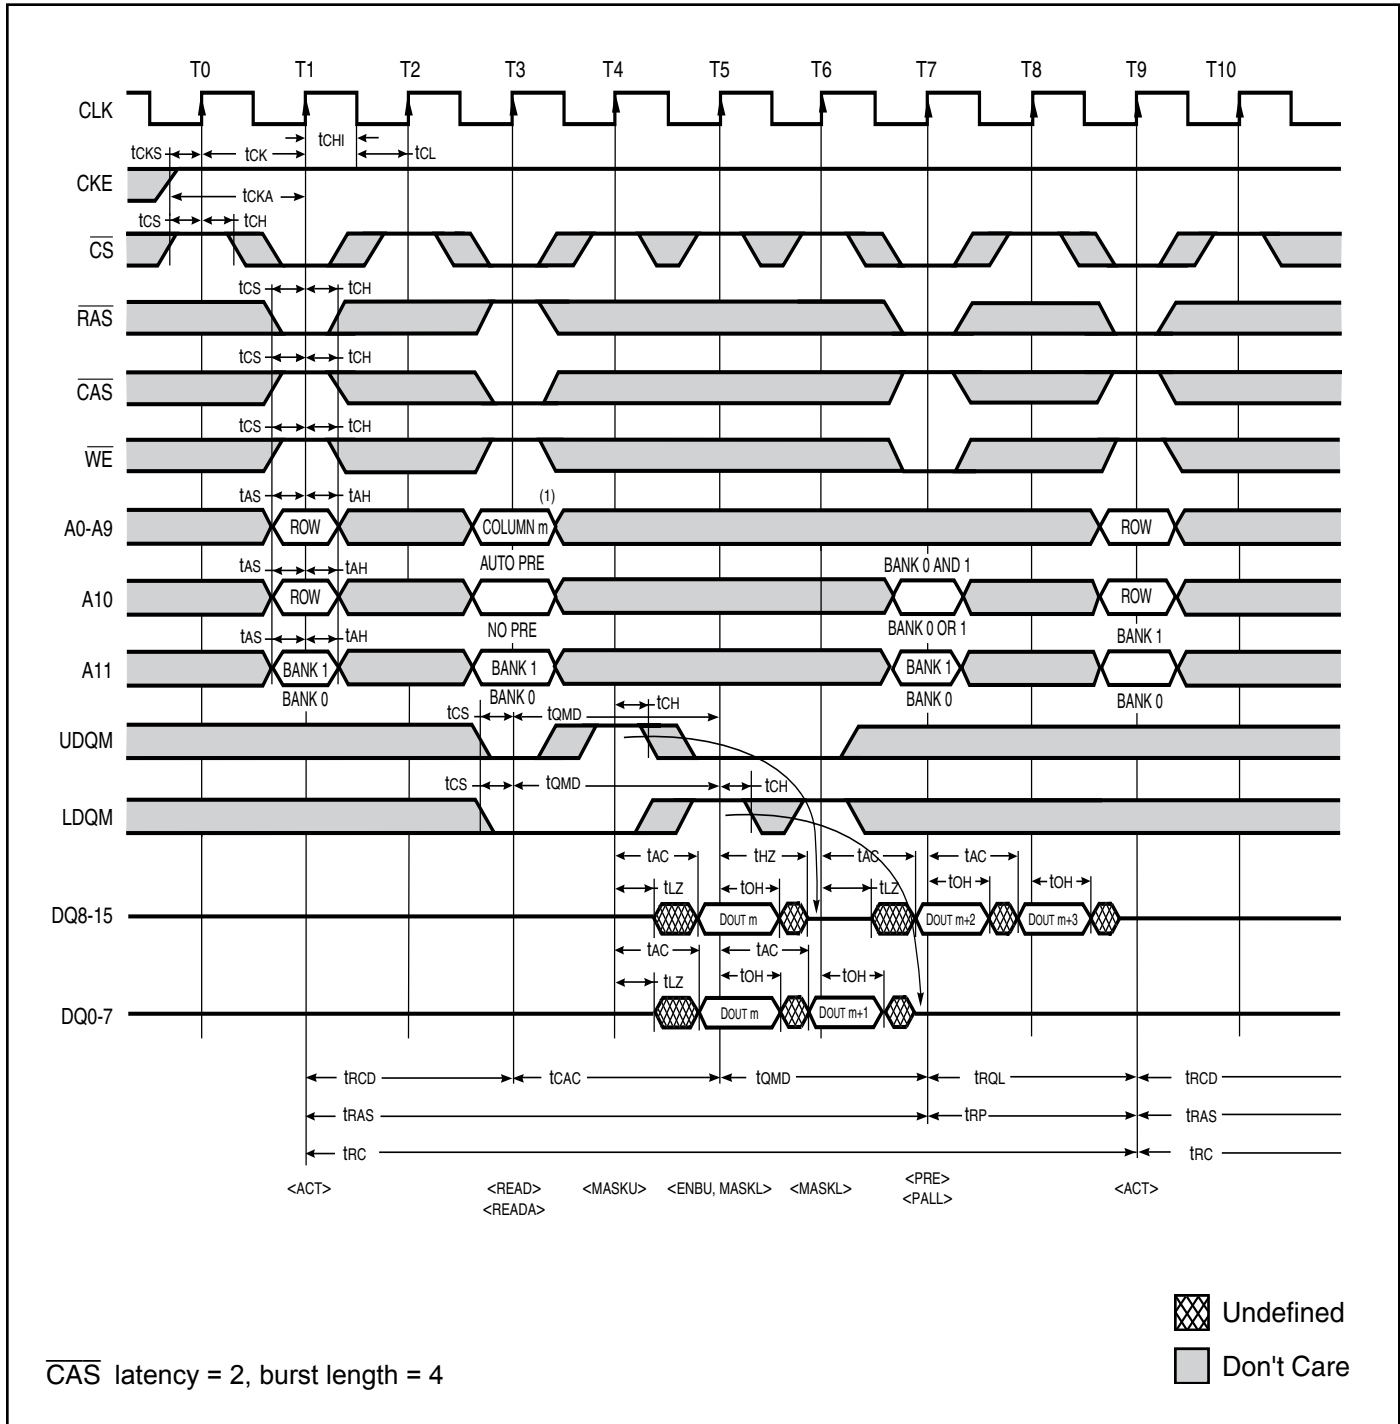 T0 T1 T2 T3 T4 T5 T6 T7 T8 T9 T10
CLK
tCHI
tCKS tCK tCL
CKE
tCKA
tCS tCH
CS
tCS tCH
RAS
tCS tCH
CAS
tCS tCH
WE
tAS tAH (1)
A0-A9 ROW COLUMN m ROW
tAS tAH AUTO PRE BANK 0 AND 1
A10 ROW ROW
tAS tAH NO PRE BANK 0 OR 1 BANK 1
A11 BANK 1 BANK 1 BANK 1
BANK 0 BANK 0 BANK 0 BANK 0
tCS tQMD tCH
UDQM
tCS tQMD tCH
LDQM
tAC tHZ tAC tAC
tLZ tOH tLZ tOH tOH
DQ8-15 DOUT m DOUT m+2 DOUT m+3
tAC tAC
tLZ tOH tOH
DQ0-7 DOUT m DOUT m+1
tRCD tCAC tQMD tRQL tRCD
tRAS tRP tRAS
tRC tRC
<ACT> <READ> <MASKU> <ENBU, MASKL> <MASKL> <PRE> <ACT>
<READA> <PALL>
Undefined
Don't Care
CAS latency = 2, burst length = 4